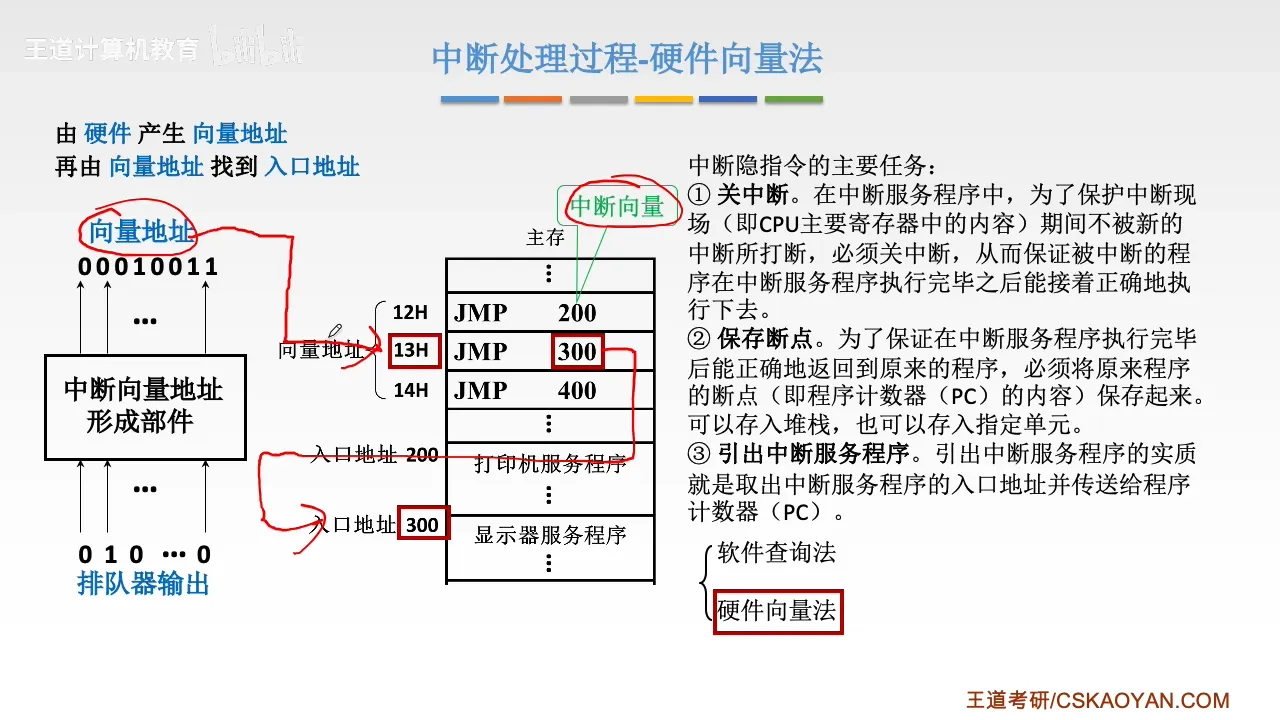 王道计算机教育 bilibili
中断处理过程-硬件向量法
由 硬件 产生 向量地址
再由 向量地址 找到 入口地址
向量地址
00010011
…
中断向量地址
形成部件
…
0 1 0 … 0
排队器输出
中断向量
主存
⋮
12H JMP 200
向量地址 13H JMP 300
14H JMP 400
⋮
入口地址 200 打印机服务程序
⋮
入口地址 300 显示器服务程序
⋮
中断隐指令的主要任务：
① 关中断。在中断服务程序中，为了保护中断现
场（即CPU主要寄存器中的内容）期间不被新的
中断所打断，必须关中断，从而保证被中断的程
序在中断服务程序执行完毕之后能接着正确地执
行下去。
② 保存断点。为了保证在中断服务程序执行完毕
后能正确地返回到原来的程序，必须将原来程序
的断点（即程序计数器（PC）的内容）保存起来。
可以存入堆栈，也可以存入指定单元。
③ 引出中断服务程序。引出中断服务程序的实质
就是取出中断服务程序的入口地址并传送给程序
计数器（PC）。
软件查询法
硬件向量法
王道考研/CSKAOYAN.COM